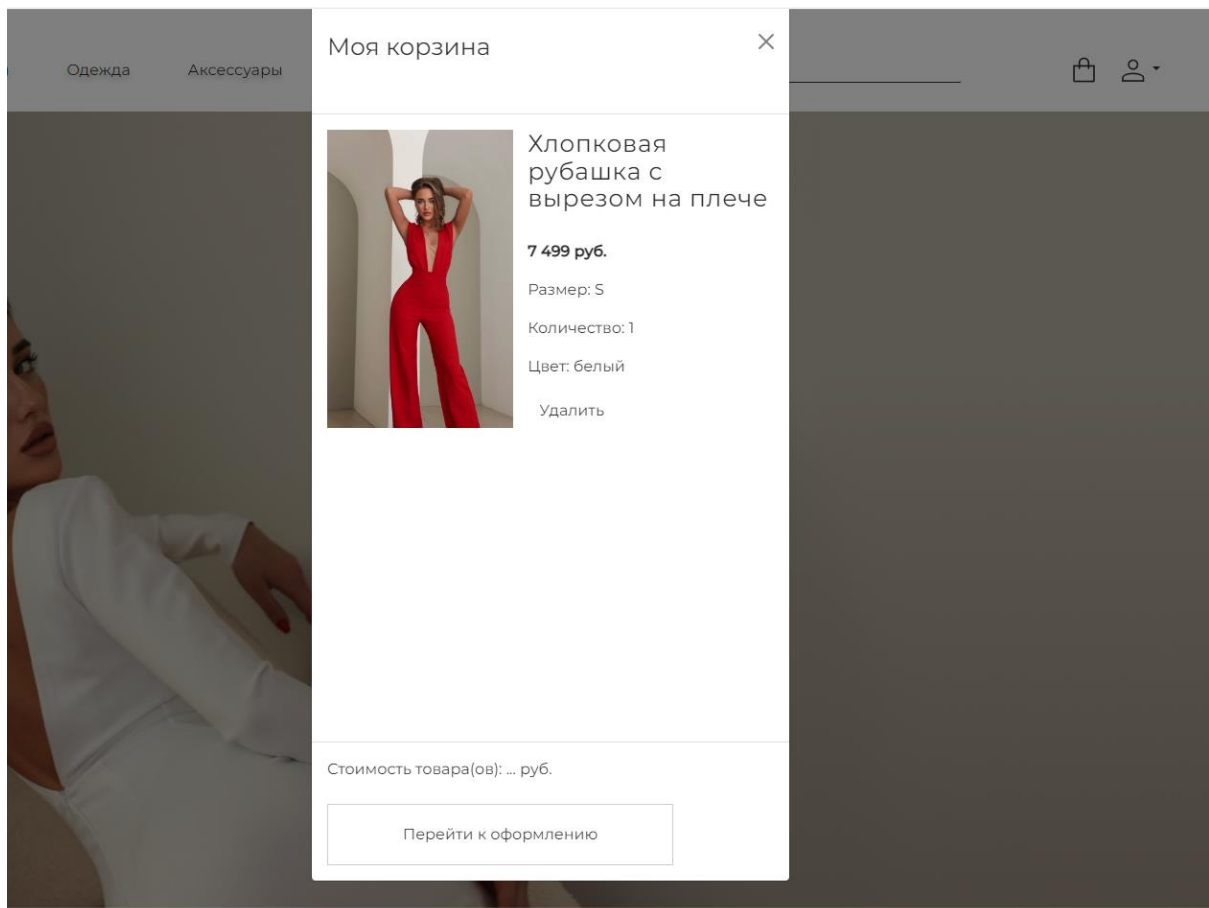 Моя корзина
Одежда Аксессуары
Хлопковая
рубашка с
вырезом на плече
7 499 руб.
Размер: S
Количество: 1
Цвет: белый
Удалить
Стоимость товара(ов): ... руб.
Перейти к оформлению